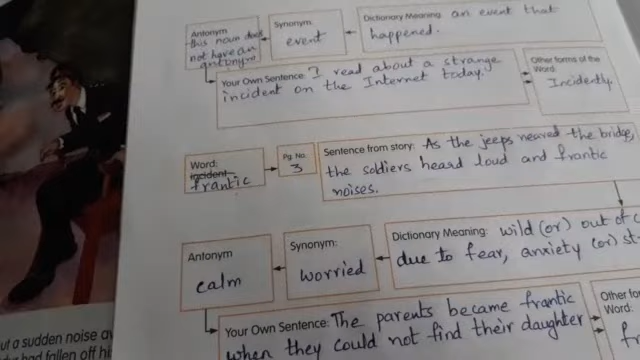 Antonym
this noun does
not have an
antonym
Synonym:
event
Dictionary Meaning: an event that
happened.
Your Own Sentence: I read about a strange
incident on the Internet today.
Other forms of the
Word:
Incidently
Word:
incident
frantic
Pg. No.
3
Sentence from story: As the jeeps neared the bridge,
the soldiers heard loud and frantic
noises.
Antonym
calm
Synonym:
worried
Dictionary Meaning: wild (or) out of
due to fear, anxiety (or)
Your Own Sentence: The parents became frantic
when they could not find their daughter
Other
Word:
a sudden noise
had fallen off